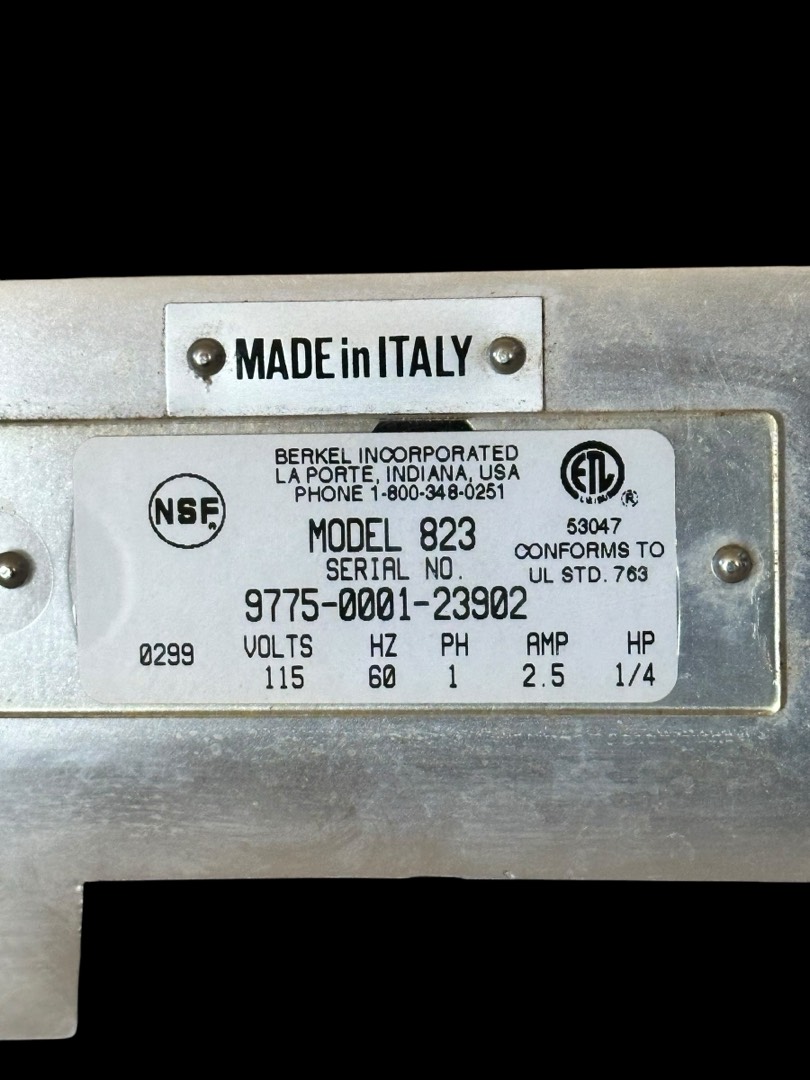 MADE in ITALY
BERKEL INCORPORATED
LA PORTE, INDIANA, USA
PHONE 1-800-348-0251
NSF
ETL
MODEL 823
53047
CONFORMS TO
UL STD. 763
SERIAL NO.
9775-0001-23902
0299
VOLTS HZ PH AMP HP
115 60 1 2.5 1/4